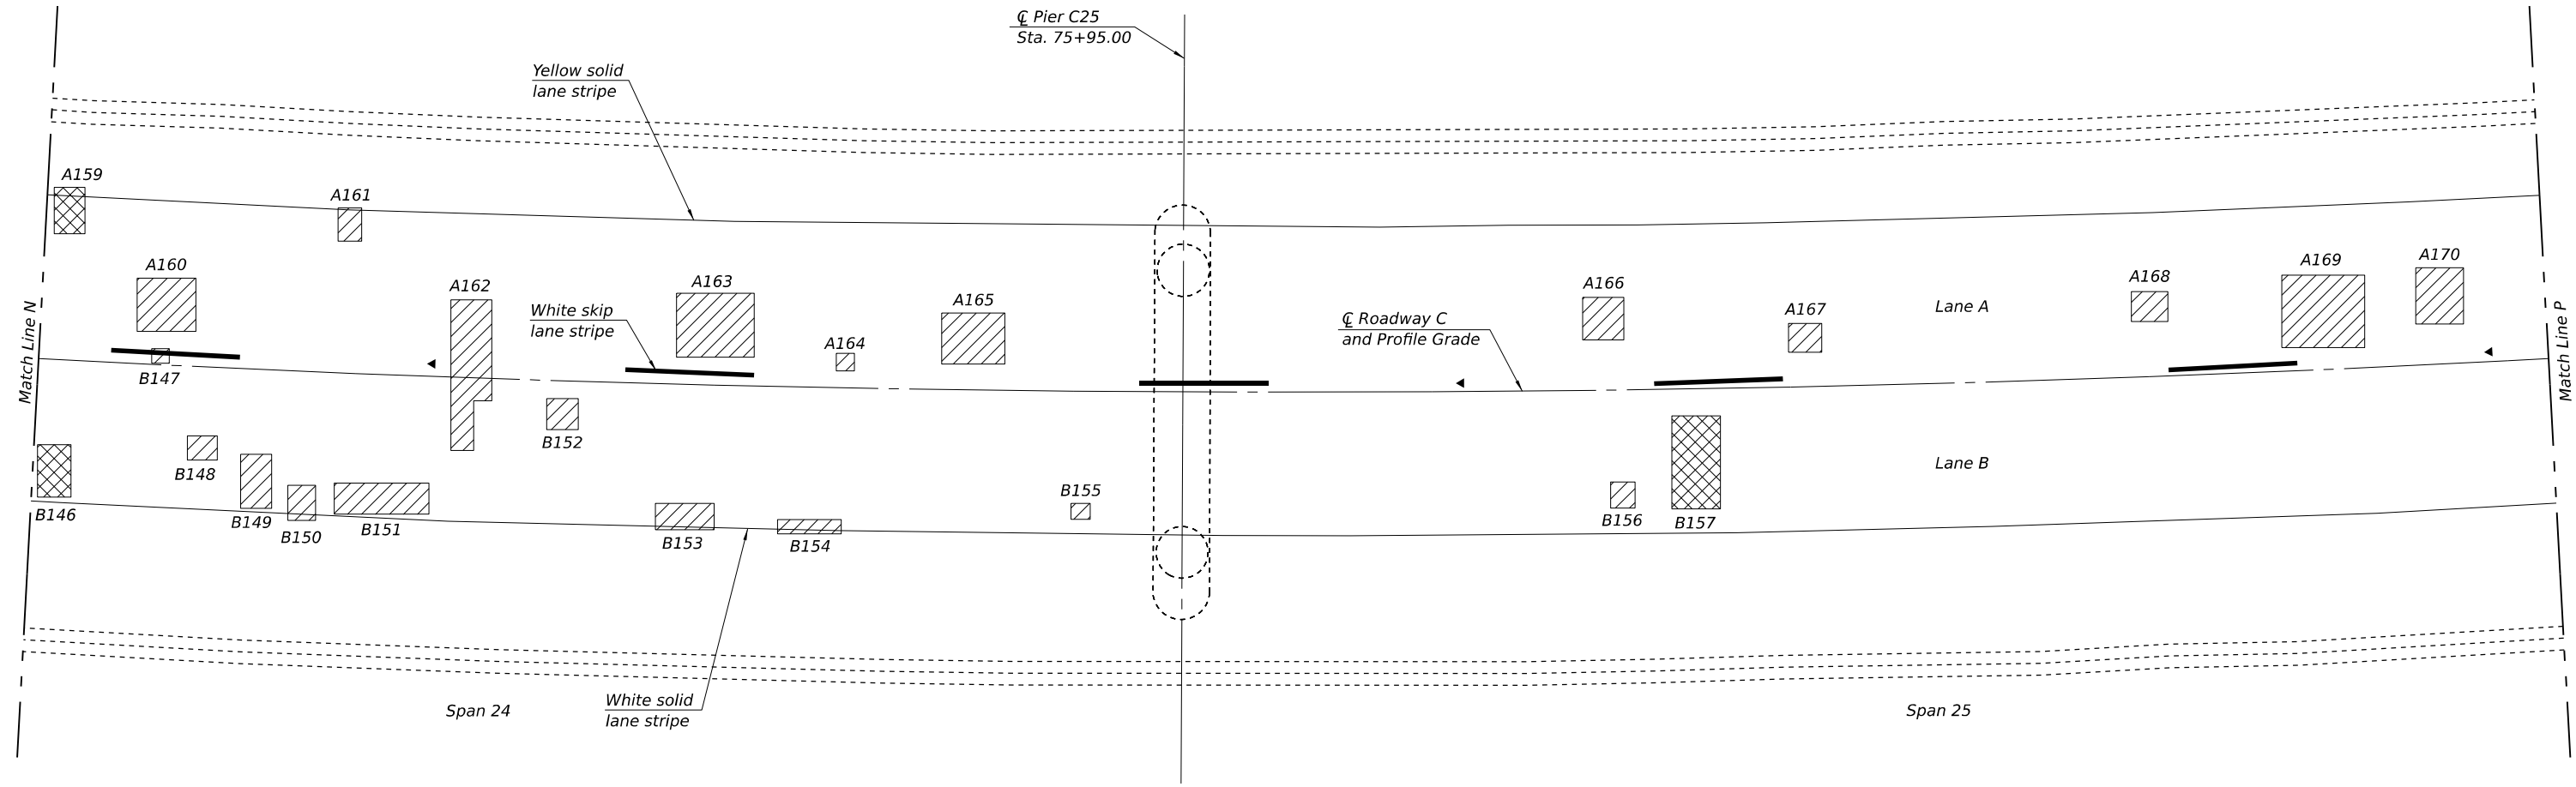 ℄ Pier C25
Sta. 75+95.00
Yellow solid
lane stripe
A159
A161
A160
A162
A163
White skip
lane stripe
A164
A165
A166
℄ Roadway C
and Profile Grade
A167
Lane A
A168
A169
A170
Match Line N
Match Line P
B147
B146
B148
B149
B150
B151
B152
B153
B154
B155
B156
B157
Lane B
White solid
lane stripe
Span 24
Span 25